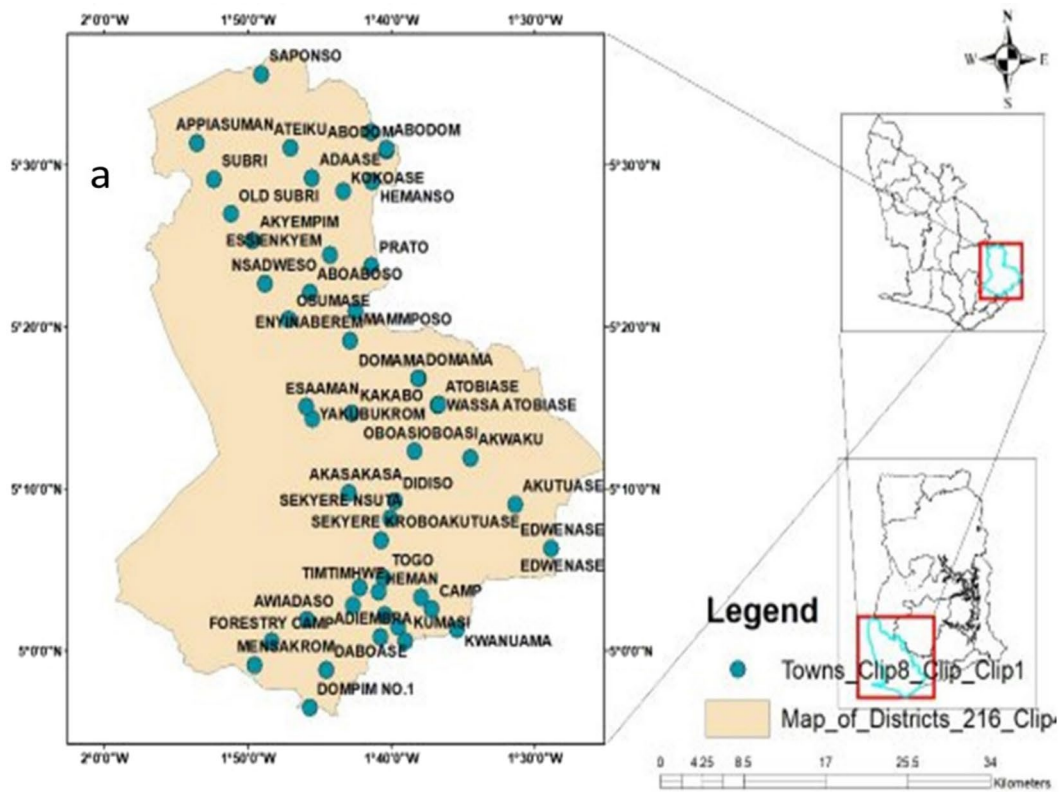 2°0'0"W 1°50'0"W 1°40'0"W 1°30'0"W
N
W E
S
SAPONSO
APPIASUMAN ATEIKU ABODOM ABODOM
5°30'0"N 5°30'0"N
a
SUBRI ADAASE
KOKOASE
OLD SUBRI HEMANSO
AKYEMPIM
ESSIENKYEM PRATO
NSADWESO ABOABOSO
OSUMASE
ENYINABEREM MAMMPOSO
5°20'0"N 5°20'0"N
DOMAMADOMAMA
ESAAMAN KAKABO ATOBIASE
YAKUBUKROM WASSA ATOBIASE
OBOASIOBOASI AKWAKU
AKASAKASA DIDISO AKUTUASE
5°10'0"N 5°10'0"N
SEKYERE NSUTA
SEKYERE KROBOAKUTUASE
EDWENASE
TOGO EDWENASE
TIMTIMHWE HEMAN
CAMP
AWIADASO
FORESTRY CAMP ADIEMBRA KUMASI
KWANUAMA
5°0'0"N 5°0'0"N
MENSAKROM DABOASE
DOMPIM NO.1
2°0'0"W 1°50'0"W 1°40'0"W 1°30'0"W
Legend
Towns_Clip8_Clip_Clip1
Map_of_Districts_216_Clip
0 4.25 8.5 17 25.5 34
Kilometers